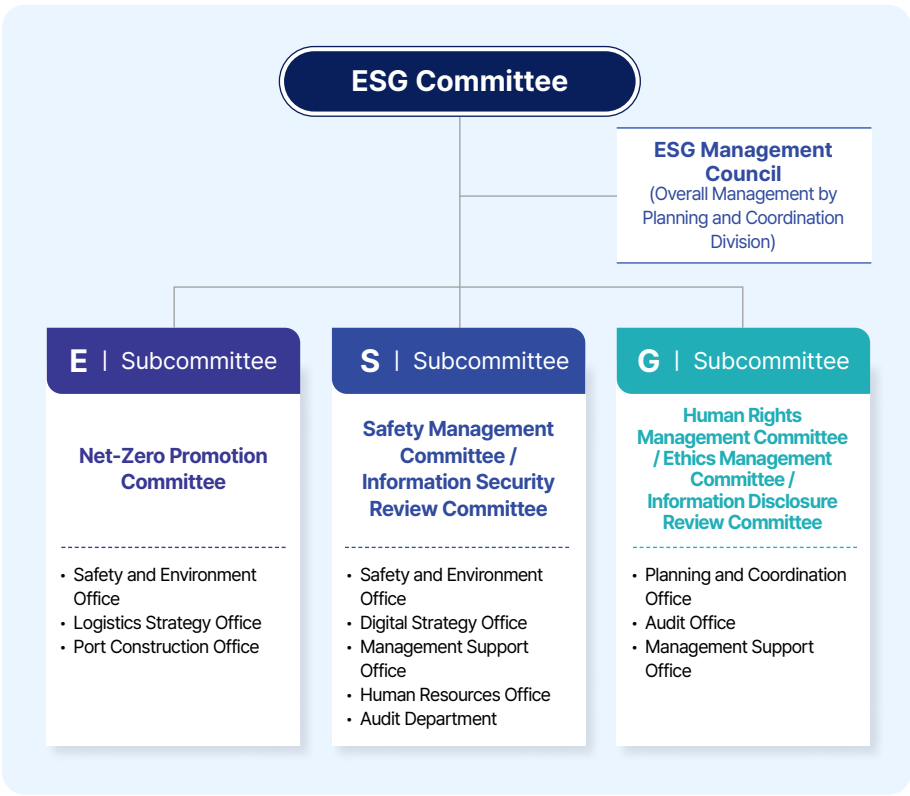 ESG Committee
ESG Management
Council
(Overall Management by
Planning and Coordination
Division)
E | Subcommittee
Net-Zero Promotion
Committee
• Safety and Environment
Office
• Logistics Strategy Office
• Port Construction Office
S | Subcommittee
Safety Management
Committee /
Information Security
Review Committee
• Safety and Environment
Office
• Digital Strategy Office
• Management Support
Office
• Human Resources Office
• Audit Department
G | Subcommittee
Human Rights
Management Committee
/ Ethics Management
Committee /
Information Disclosure
Review Committee
• Planning and Coordination
Office
• Audit Office
• Management Support
Office